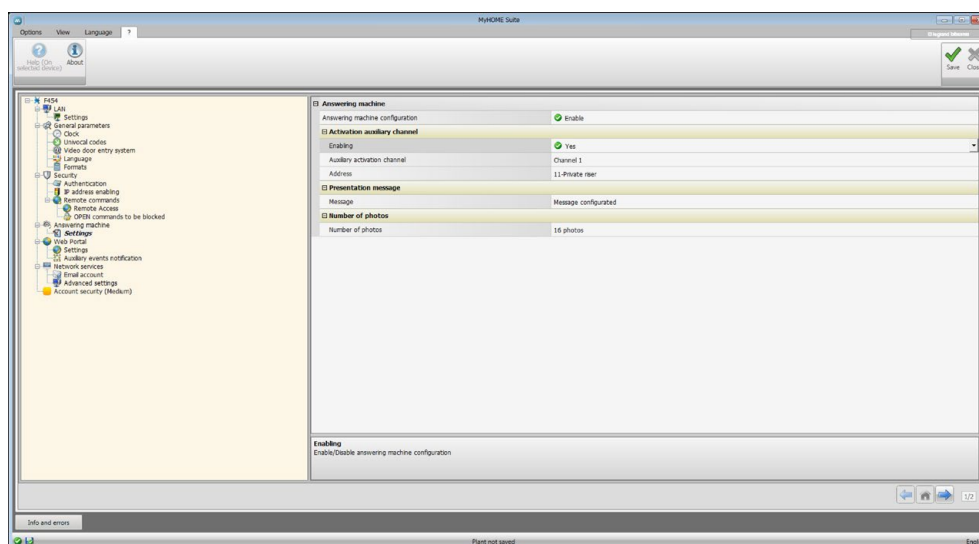 MyHOME Suite
Options View Language ?
Help (On selected device)
About
Save
F454
LAN
Settings
General parameters
Clock
Univocal codes
Video door entry system
Language
Formats
Security
Authentication
IP address enabling
Remote commands
Remote Access
OPEN commands to be blocked
Answering machine
Settings
Web Portal
Settings
Auxiliary events notification
Network services
Email account
Advanced settings
Account security (Medium)
Answering machine
Answering machine configuration Enable
Activation auxiliary channel
Enabling Yes
Auxiliary activation channel Channel 1
Address 11-Private riser
Presentation message
Message Message configurated
Number of photos
Number of photos 16 photos
Enabling
Enable/Disable answering machine configuration
1/2
Info and errors
Plant not saved